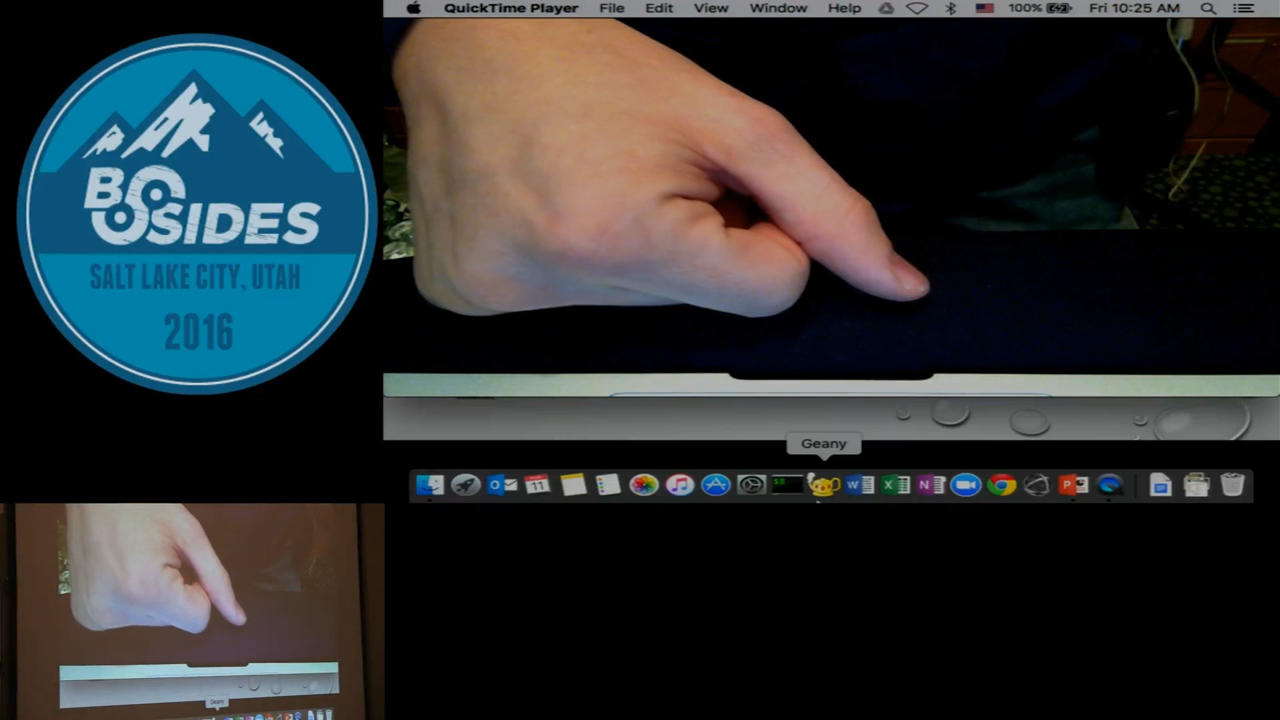 QuickTime Player File Edit View Window Help 100% Fri 10:25 AM
BSIDES
SALT LAKE CITY, UTAH
2016
Geany
11